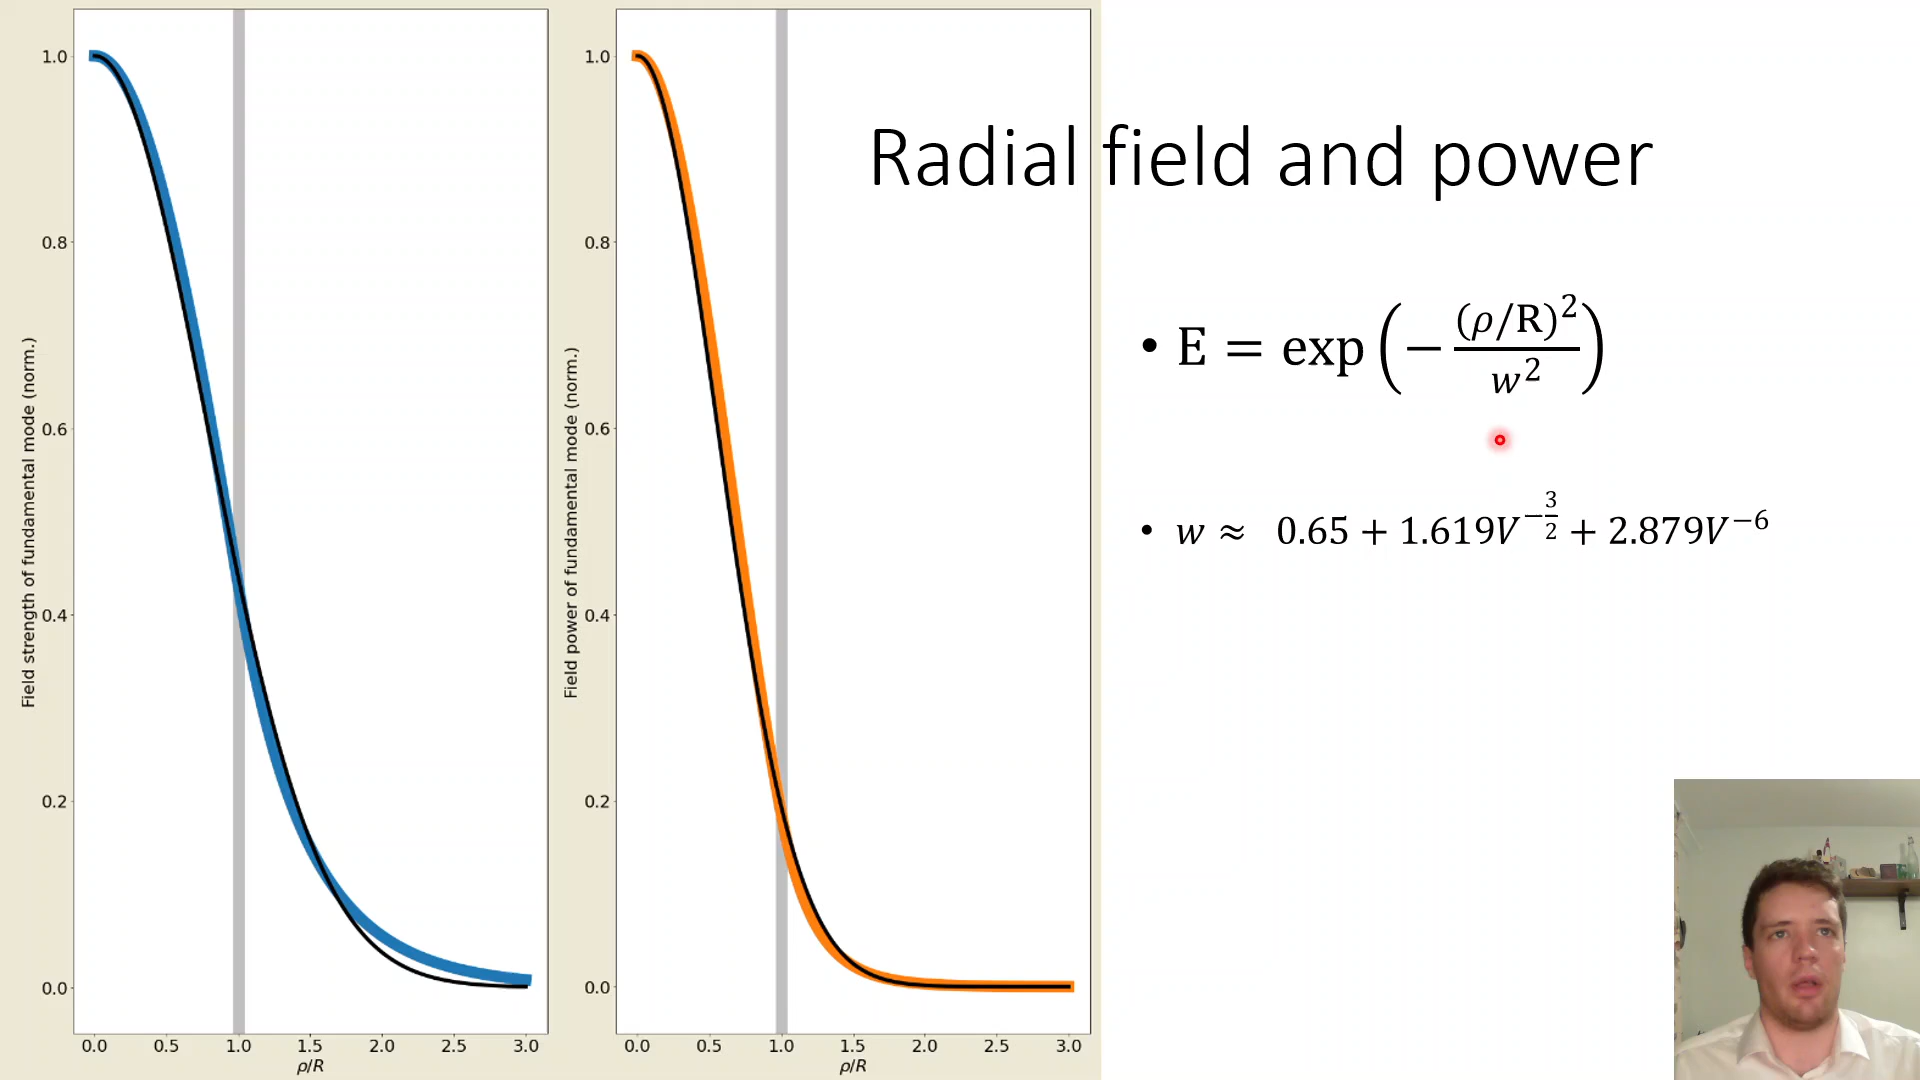 Radial field and power
Field strength of fundamental mode (norm.)
1.0
0.8
0.6
0.4
0.2
0.0
0.0 0.5 1.0 1.5 2.0 2.5 3.0
ρ/R
Field power of fundamental mode (norm.)
1.0
0.8
0.6
0.4
0.2
0.0
0.0 0.5 1.0 1.5 2.0 2.5 3.0
ρ/R
• E = exp(−(ρ/R)²/w²)
• w ≈ 0.65 + 1.619V^(−3/2) + 2.879V⁻⁶